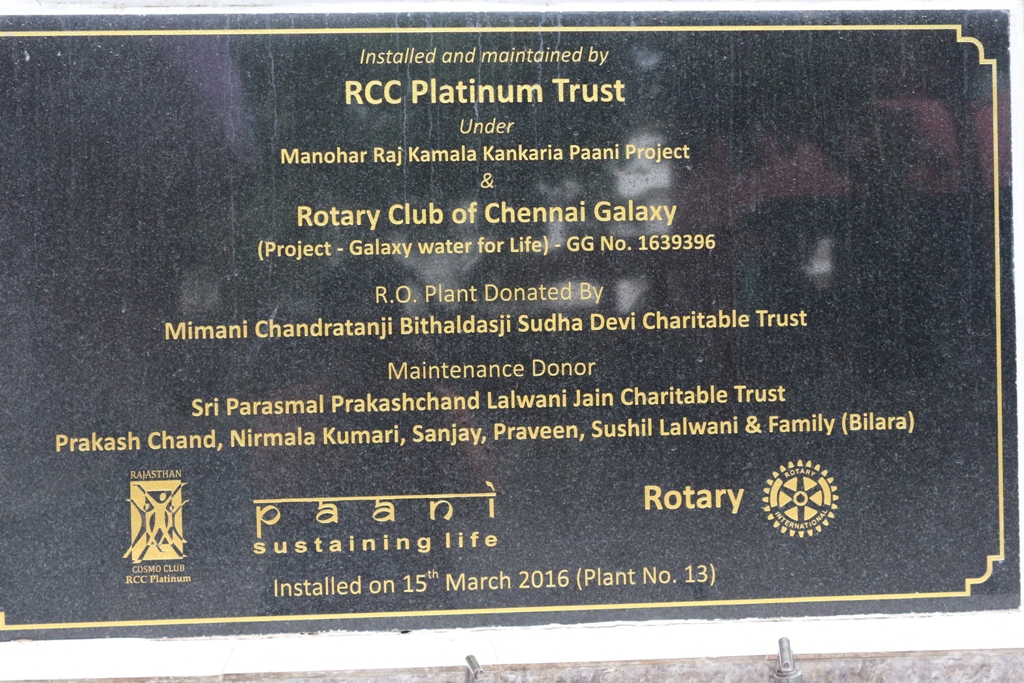 Installed and maintained by
RCC Platinum Trust
Under
Manohar Raj Kamala Kankaria Paani Project
&
Rotary Club of Chennai Galaxy
(Project - Galaxy water for Life) - GG No. 1639396
R.O. Plant Donated By
Mimani Chandratanji Bithaldasji Sudha Devi Charitable Trust
Maintenance Donor
Sri Parasmal Prakashchand Lalwani Jain Charitable Trust
Prakash Chand, Nirmala Kumari, Sanjay, Praveen, Sushil Lalwani & Family (Bilara)
RAJASTHAN
COSMO CLUB
RCC Platinum
paani
sustaining life
Rotary
ROTARY
INTERNATIONAL
Installed on 15th March 2016 (Plant No. 13)